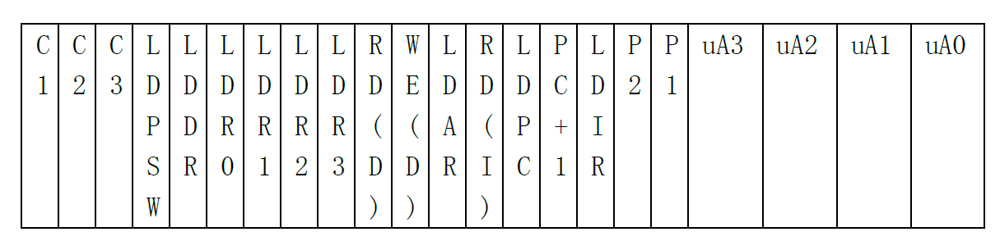 C1
C2
C3
LDPSW
LDDR
LDR0
LDR1
LDR2
LDR3
RD(D)
WE(D)
LDAR
RD(I)
LDPC
PC+1
LDIR
P2
P1
uA3
uA2
uA1
uA0